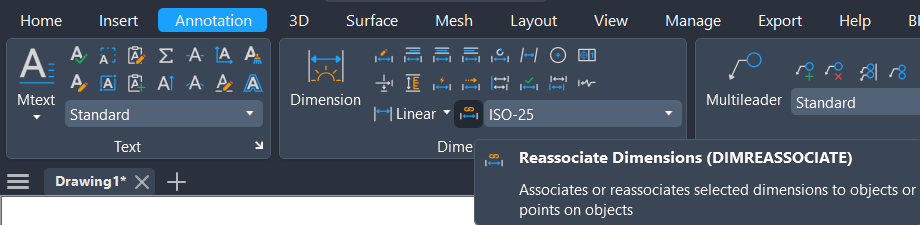 Home Insert Annotation 3D Surface Mesh Layout View Manage Export Help
Mtext
Standard
Text
Dimension
Linear ISO-25
Multileader
Standard
Drawing1*
Reassociate Dimensions (DIMREASSOCIATE)
Associates or reassociates selected dimensions to objects or
points on objects